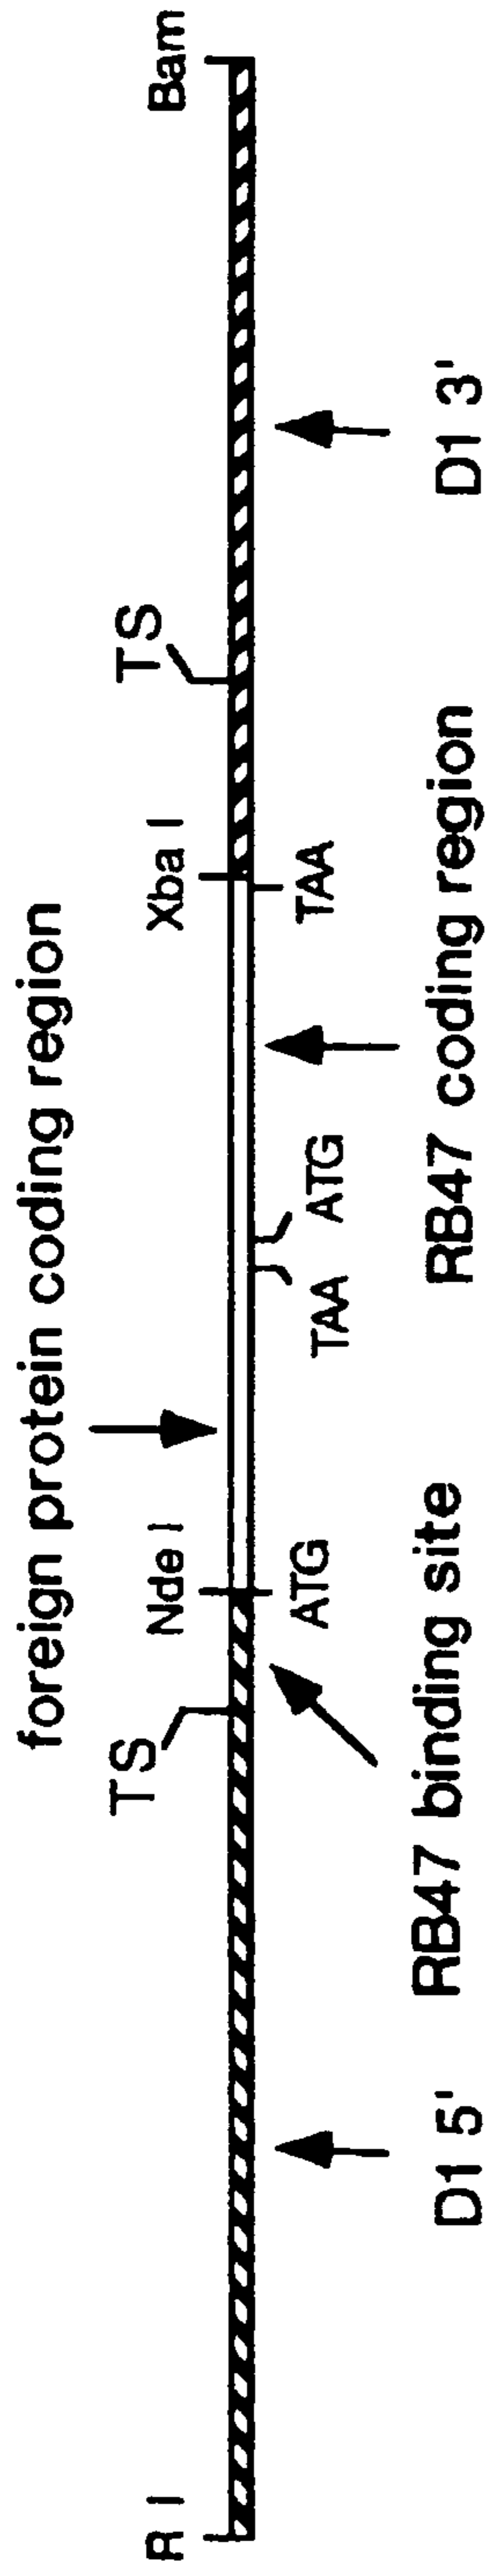 foreign protein coding region
R I
TS
Nde I
Xba I
TS
Bam
ATG
TAA
ATG
TAA
D1 5'
RB47 binding site
RB47 coding region
D1 3'